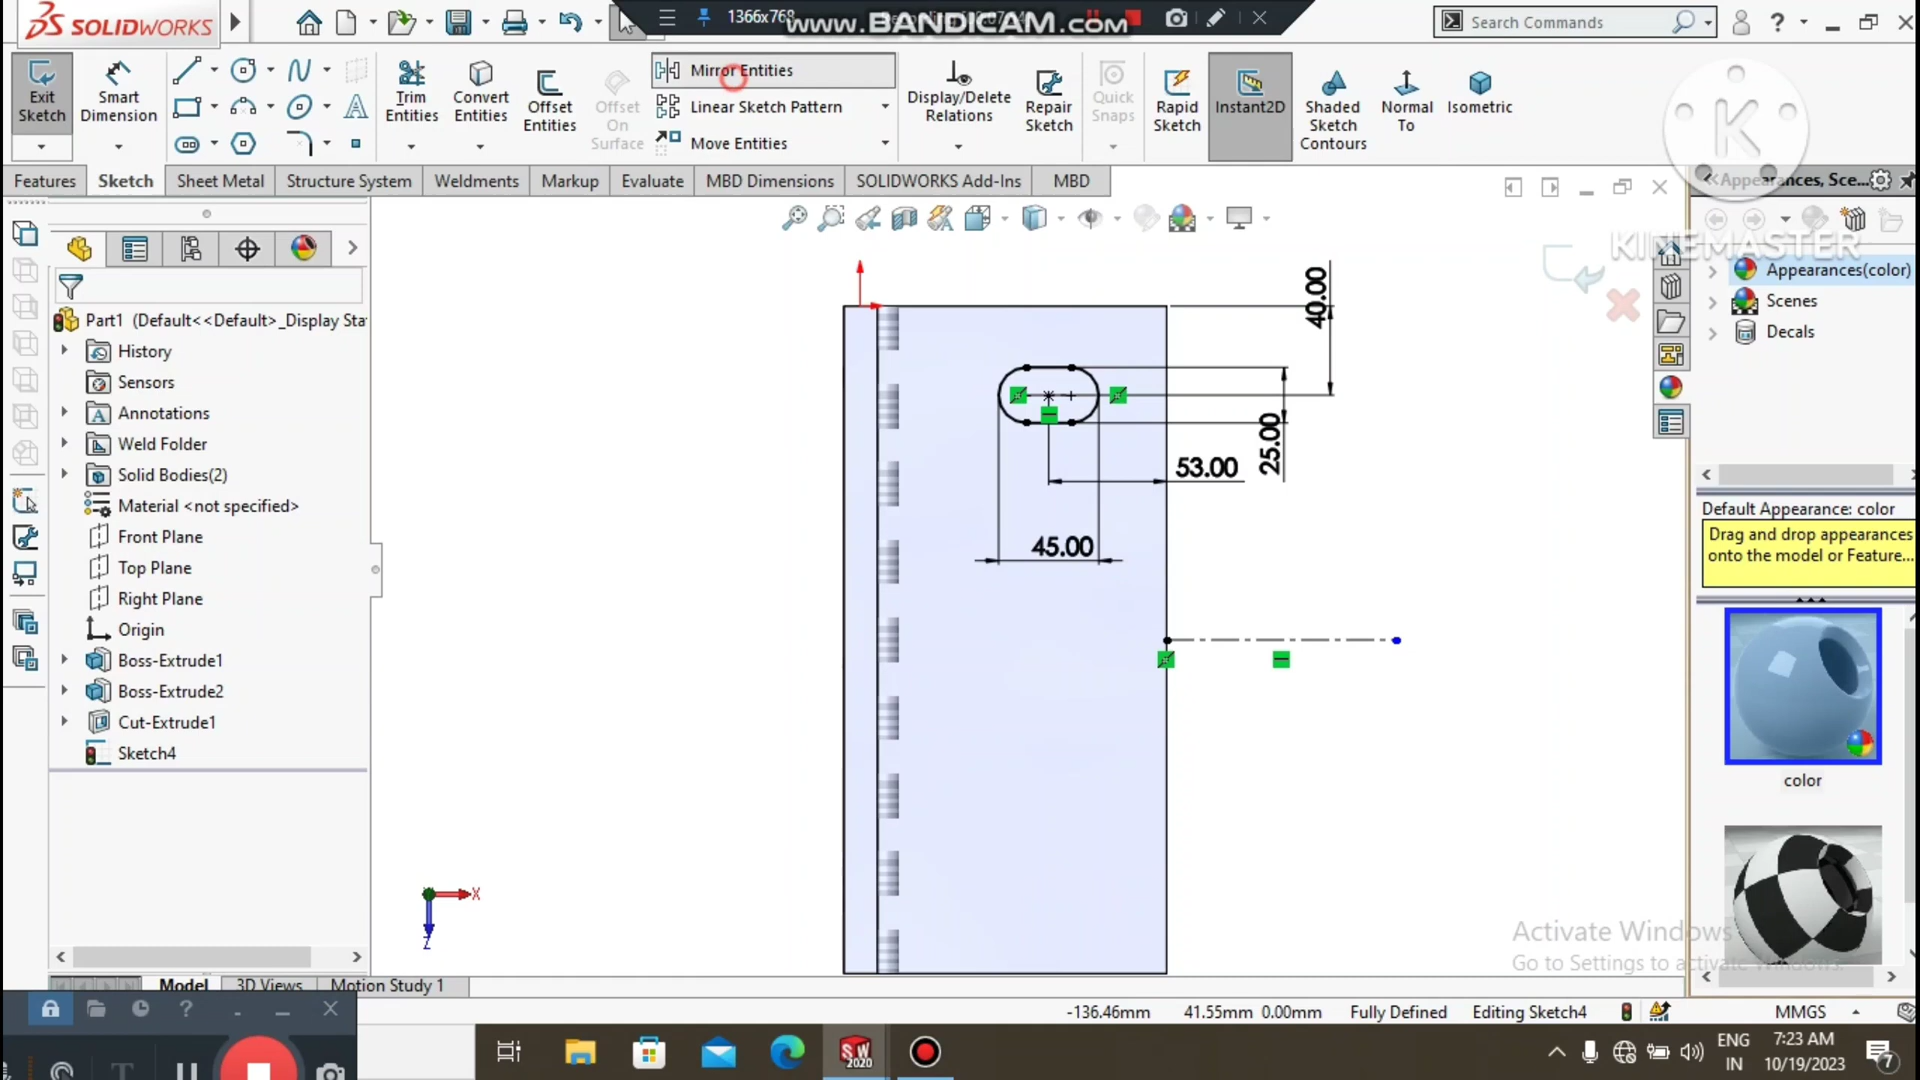 SOLIDWORKS
1366x768
www.BANDICAM.com
Search Commands
Exit Sketch
Smart Dimension
Trim Entities
Convert Entities
Offset Entities
Offset On Surface
Mirror Entities
Linear Sketch Pattern
Move Entities
Display/Delete Relations
Repair Sketch
Quick Snaps
Rapid Sketch
Instant2D
Shaded Sketch Contours
Normal To
Isometric
K
Features
Sketch
Sheet Metal
Structure System
Weldments
Markup
Evaluate
MBD Dimensions
SOLIDWORKS Add-Ins
MBD
Appearances, Sce...
KINEMASTER
Part1 (Default<<Default>_Display Sta
History
Sensors
Annotations
Weld Folder
Solid Bodies(2)
Material <not specified>
Front Plane
Top Plane
Right Plane
Origin
Boss-Extrude1
Boss-Extrude2
Cut-Extrude1
Sketch4
40.00
25.00
53.00
45.00
X
Z
Appearances(color)
Scenes
Decals
Default Appearance: color
Drag and drop appearances
onto the model or Feature...
color
Activate Windows
Go to Settings to activate Windows.
Model
3D Views
Motion Study 1
-136.46mm
41.55mm
0.00mm
Fully Defined
Editing Sketch4
MMGS
SW
2020
ENG
IN
7:23 AM
10/19/2023
7